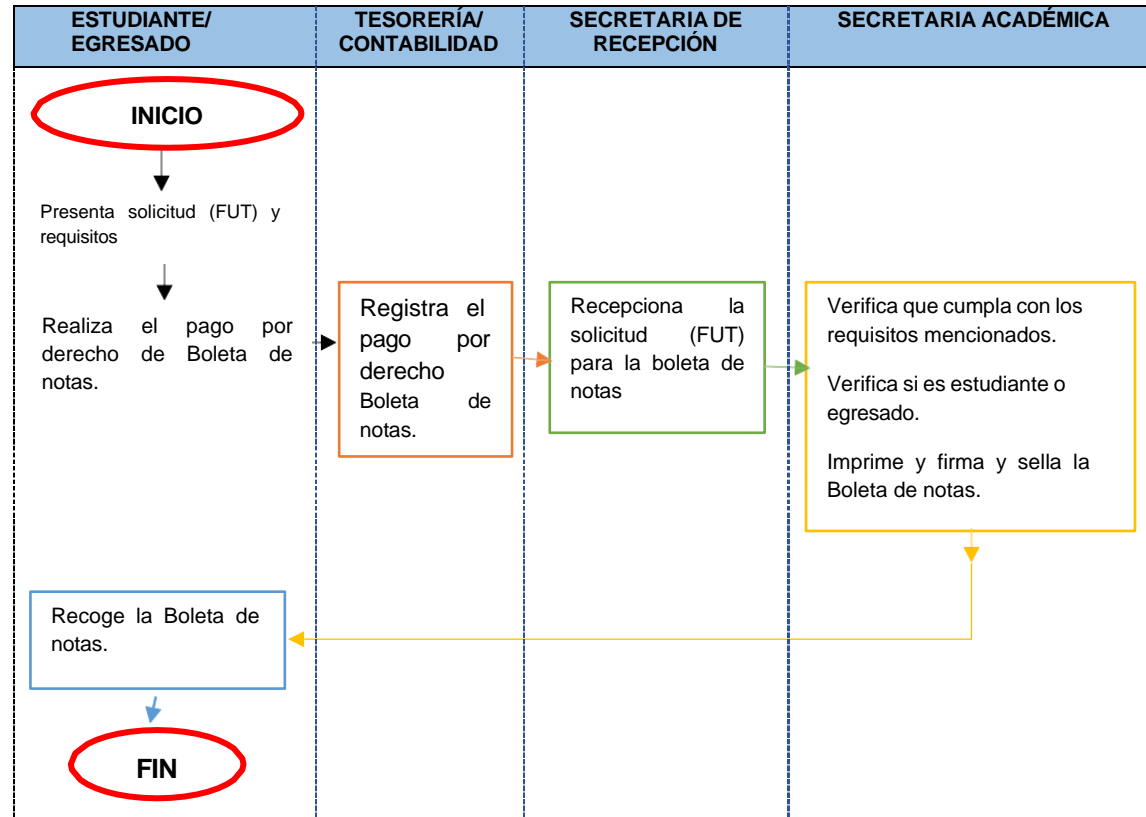 ESTUDIANTE/
EGRESADO
TESORERÍA/
CONTABILIDAD
SECRETARIA DE
RECEPCIÓN
SECRETARIA ACADÉMICA
INICIO
Presenta solicitud (FUT) y
requisitos
Realiza el pago por
derecho de Boleta de
notas.
Registra el
pago por
derecho
Boleta de
notas.
Recepciona la
solicitud (FUT)
para la boleta de
notas
Verifica que cumpla con los
requisitos mencionados.
Verifica si es estudiante o
egresado.
Imprime y firma y sella la
Boleta de notas.
Recoge la Boleta de
notas.
FIN